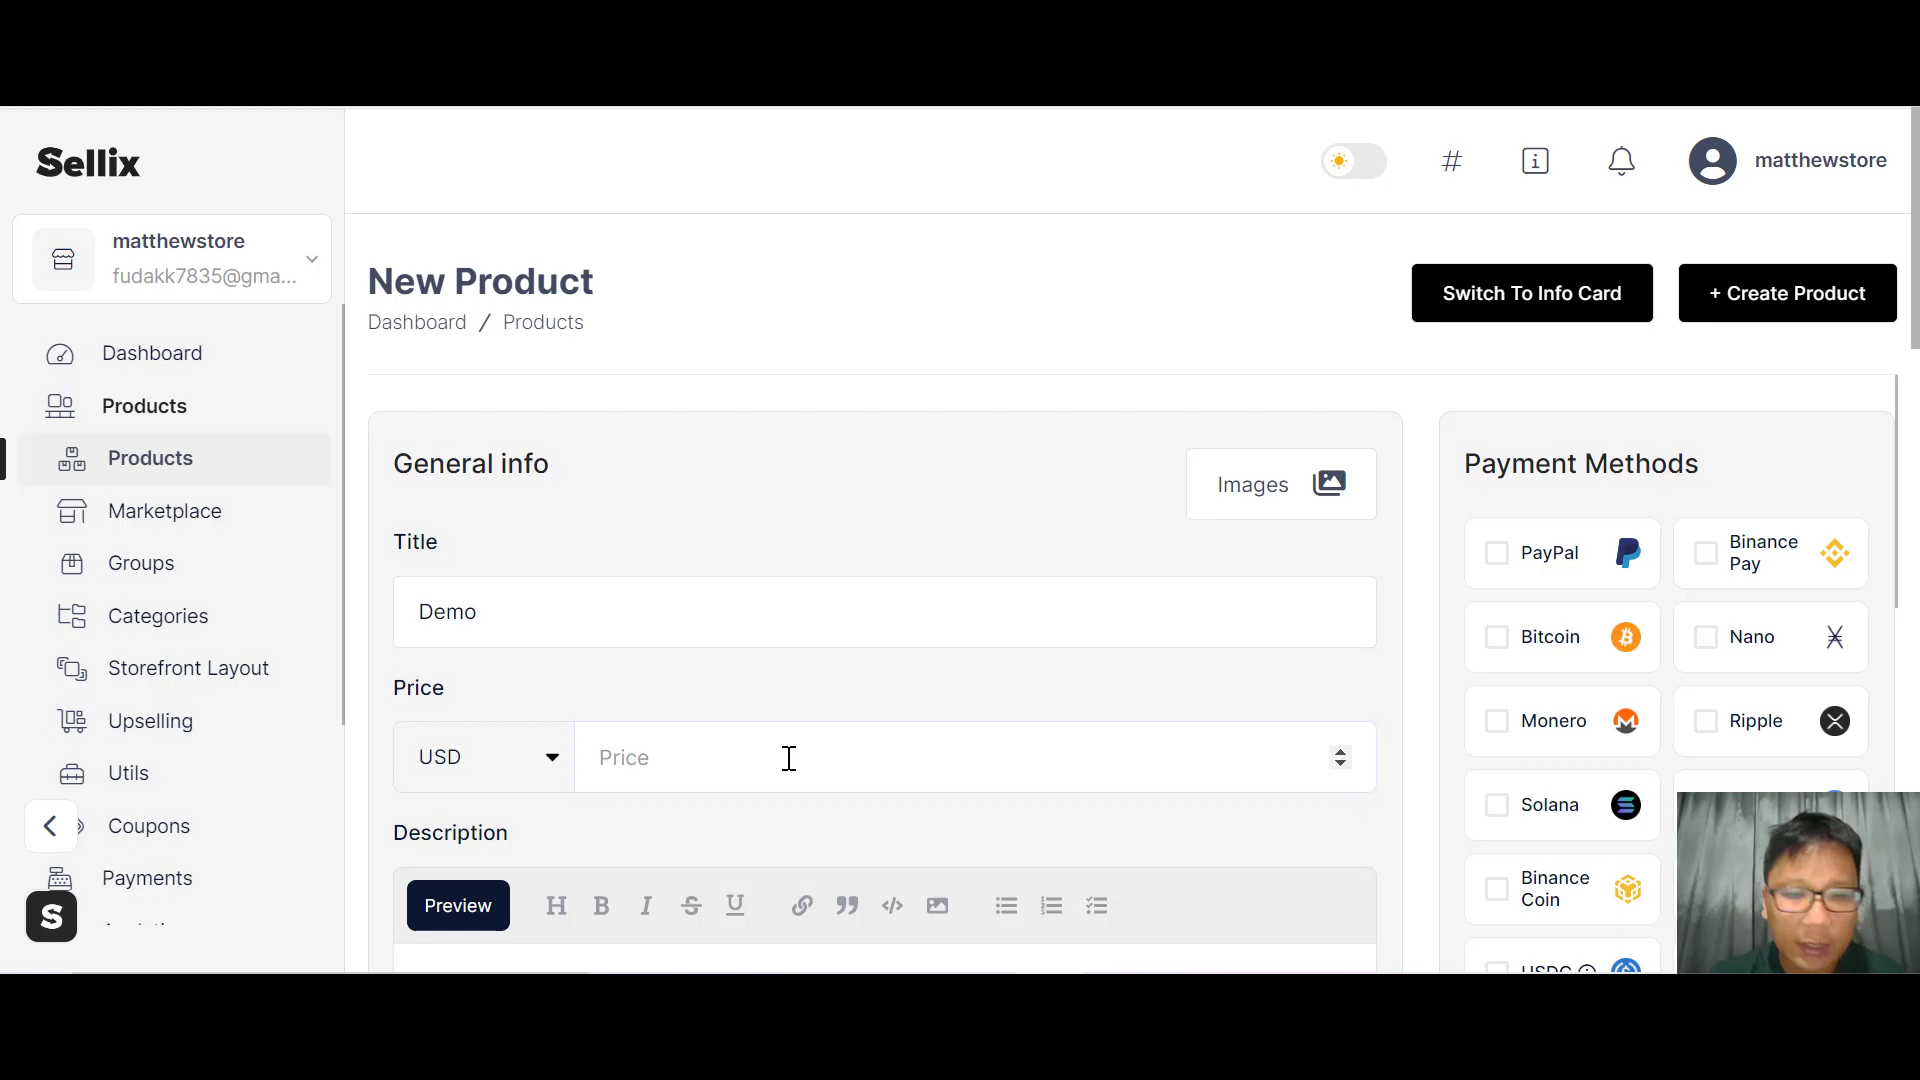 Sellix
matthewstore
fudakk7835@gma...
Dashboard
Products
Products
Marketplace
Groups
Categories
Storefront Layout
Upselling
Utils
Coupons
Payments
S
matthewstore
New Product
Dashboard / Products
Switch To Info Card
+ Create Product
General info
Images
Title
Demo
Price
USD
Price
Description
Preview
H B I S U
Payment Methods
PayPal
Binance
Pay
Bitcoin
Nano
Monero
Ripple
Solana
Binance
Coin